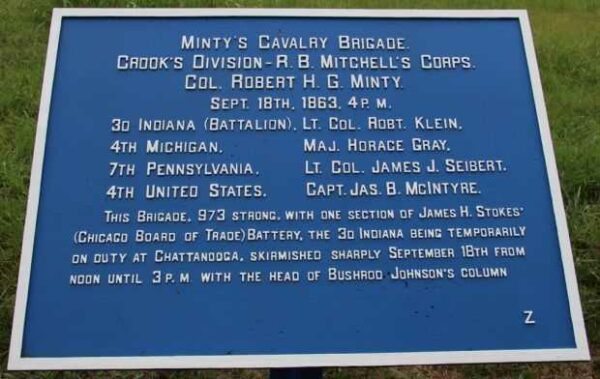 Minty's Cavalry Brigade.
Crook's Division-R. B. Mitchell's Corps.
Col. Robert H. G. Minty.
Sept. 18th, 1863, 4 P. M.
3d Indiana (Battalion), Lt. Col. Robt. Klein.
4th Michigan, Maj. Horace Gray.
7th Pennsylvania, Lt. Col. James J. Seibert.
4th United States, Capt. Jas. B. McIntyre.
This Brigade, 973 strong, with one section of James H. Stokes'
(Chicago Board of Trade) Battery, the 3d Indiana being temporarily
on duty at Chattanooga, skirmished sharply September 18th from
noon until 3 P. M. with the head of Bushrod Johnson's column
Z